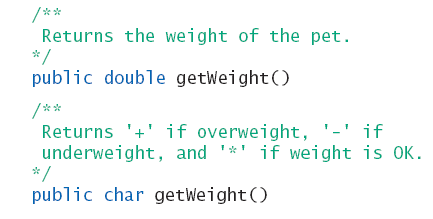 /**
Returns the weight of the pet.
*/
public double getWeight()
/**
Returns '+' if overweight, '-' if
underweight, and '*' if weight is OK.
*/
public char getWeight()